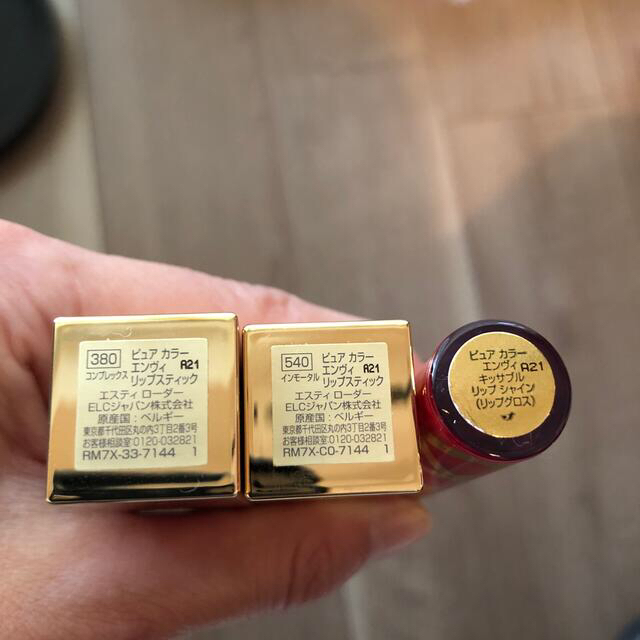 380
コンプレックス
ピュア カラー
エンヴィ A21
リップスティック
エスティ ローダー
ELCジャパン株式会社
原産国:ベルギー
東京都千代田区丸の内3丁目2番3号
お客様相談室:0120-032821
RM7X-33-7144 1
540
インモータル
ピュア カラー
エンヴィ A21
リップスティック
エスティ ローダー
ELCジャパン株式会社
原産国:ベルギー
東京都千代田区丸の内3丁目2番3号
お客様相談室:0120-032821
RM7X-C0-7144 1
ピュア カラー
エンヴィ A21
キッサブル
リップ シャイン
(リップグロス)